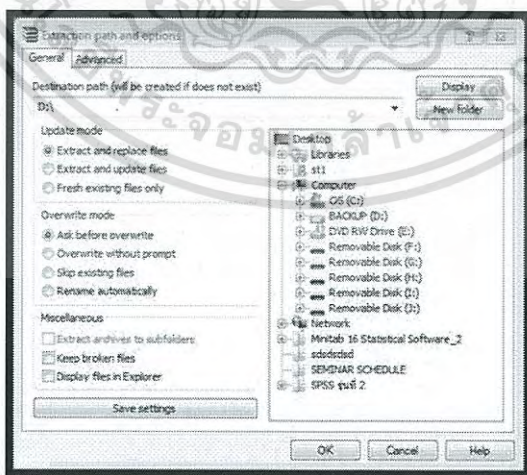 Extraction path and options
General Advanced
Destination path (will be created if does not exist)
Display
D:\
New Folder
Update mode
Extract and replace files
Extract and update files
Fresh existing files only
Overwrite mode
Ask before overwrite
Overwrite without prompt
Skip existing files
Rename automatically
Miscellaneous
Extract archives to subfolders
Keep broken files
Display files in Explorer
Save settings
Desktop
Libraries
st1
Computer
OS (C:)
BACKUP (D:)
DVD RW Drive (E:)
Removable Disk (F:)
Removable Disk (G:)
Removable Disk (H:)
Removable Disk (I:)
Removable Disk (J:)
Network
Minitab 16 Statistical Software_2
sdsdsdsd
SEMINAR SCHEDULE
SPSS รุ่นที่ 2
OK
Cancel
Help